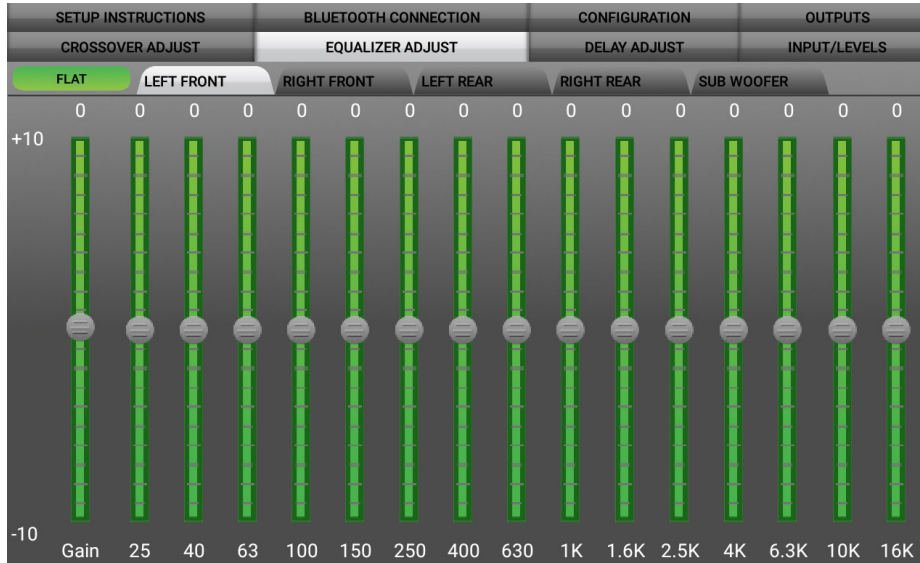 SETUP INSTRUCTIONS BLUETOOTH CONNECTION CONFIGURATION OUTPUTS
CROSSOVER ADJUST EQUALIZER ADJUST DELAY ADJUST INPUT/LEVELS
FLAT LEFT FRONT RIGHT FRONT LEFT REAR RIGHT REAR SUB WOOFER
0 0 0 0 0 0 0 0 0 0 0 0 0 0 0 0
+10
-10
Gain 25 40 63 100 150 250 400 630 1K 1.6K 2.5K 4K 6.3K 10K 16K